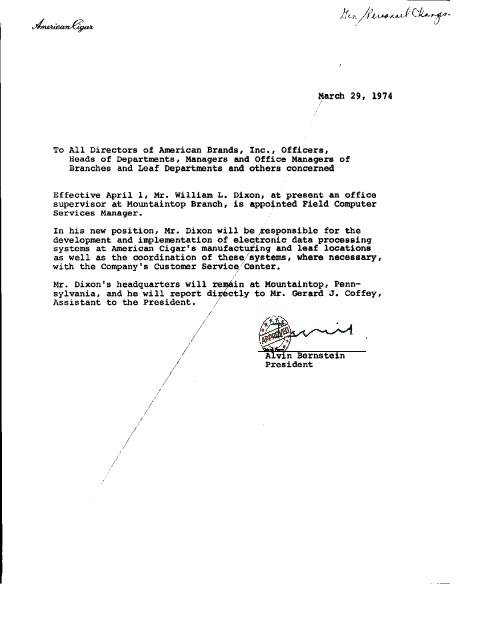 American Cigar
March 29, 1974
To All Directors of American Brands, Inc., Officers,
Heads of Departments, Managers and Office Managers of
Branches and Leaf Departments and others concerned
Effective April 1, Mr. William L. Dixon, at present an office
supervisor at Mountaintop Branch, is appointed Field Computer
Services Manager.
In his new position, Mr. Dixon will be responsible for the
development and implementation of electronic data processing
systems at American Cigar's manufacturing and leaf locations
as well as the coordination of these systems, where necessary,
with the Company's Customer Service Center.
Mr. Dixon's headquarters will remain at Mountaintop, Penn-
sylvania, and he will report directly to Mr. Gerard J. Coffey,
Assistant to the President.
APPROVED
Alvin Bernstein
President